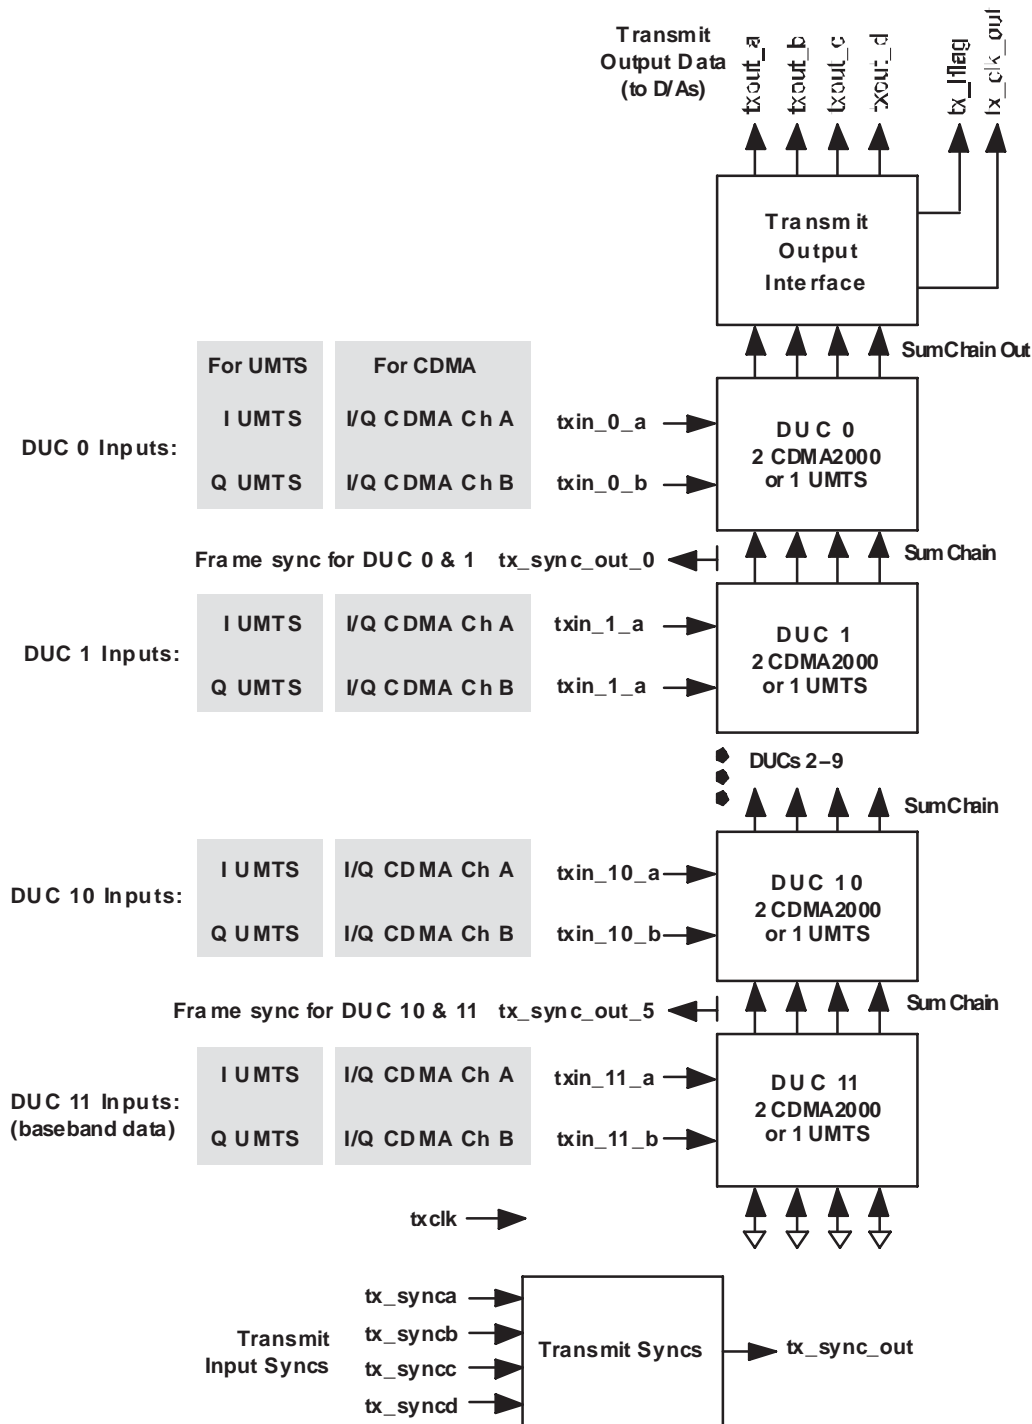 Transmit
Output Data
(to D/As)
txout_a
txout_b
txout_c
txout_d
tx_iflag
tx_clk_out
Transmit
Output
Interface
Sum Chain Out
For UMTS
For CDMA
DUC 0 Inputs:
I UMTS
I/Q CDMA Ch A
txin_0_a
Q UMTS
I/Q CDMA Ch B
txin_0_b
DUC 0
2 CDMA2000
or 1 UMTS
Frame sync for DUC 0 & 1
tx_sync_out_0
Sum Chain
DUC 1 Inputs:
I UMTS
I/Q CDMA Ch A
txin_1_a
Q UMTS
I/Q CDMA Ch B
txin_1_a
DUC 1
2 CDMA2000
or 1 UMTS
DUCs 2–9
Sum Chain
DUC 10 Inputs:
I UMTS
I/Q CDMA Ch A
txin_10_a
Q UMTS
I/Q CDMA Ch B
txin_10_b
DUC 10
2 CDMA2000
or 1 UMTS
Frame sync for DUC 10 & 11
tx_sync_out_5
Sum Chain
DUC 11 Inputs:
(baseband data)
I UMTS
I/Q CDMA Ch A
txin_11_a
Q UMTS
I/Q CDMA Ch B
txin_11_b
DUC 11
2 CDMA2000
or 1 UMTS
txclk
Transmit
Input Syncs
tx_synca
tx_syncb
tx_syncc
tx_syncd
Transmit Syncs
tx_sync_out